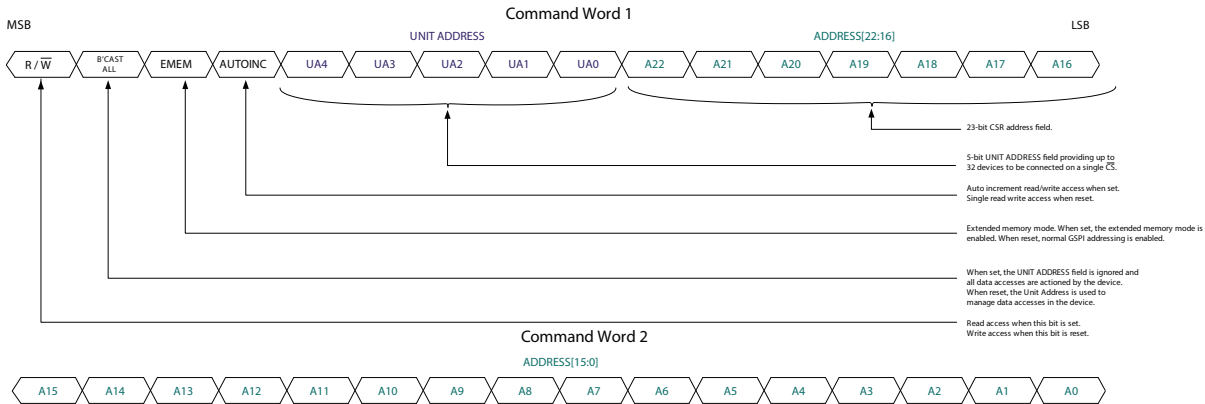 Command Word 1
MSB
LSB
UNIT ADDRESS
ADDRESS[22:16]
R / W̅
B'CAST
ALL
EMEM
AUTOINC
UA4
UA3
UA2
UA1
UA0
A22
A21
A20
A19
A18
A17
A16
23-bit CSR address field.
5-bit UNIT ADDRESS field providing up to
32 devices to be connected on a single C̅S̅.
Auto increment read/write access when set.
Single read write access when reset.
Extended memory mode. When set, the extended memory mode is
enabled. When reset, normal GSPI addressing is enabled.
When set, the UNIT ADDRESS field is ignored and
all data accesses are actioned by the device.
When reset, the Unit Address is used to
manage data accesses in the device.
Read access when this bit is set.
Write access when this bit is reset.
Command Word 2
ADDRESS[15:0]
A15
A14
A13
A12
A11
A10
A9
A8
A7
A6
A5
A4
A3
A2
A1
A0